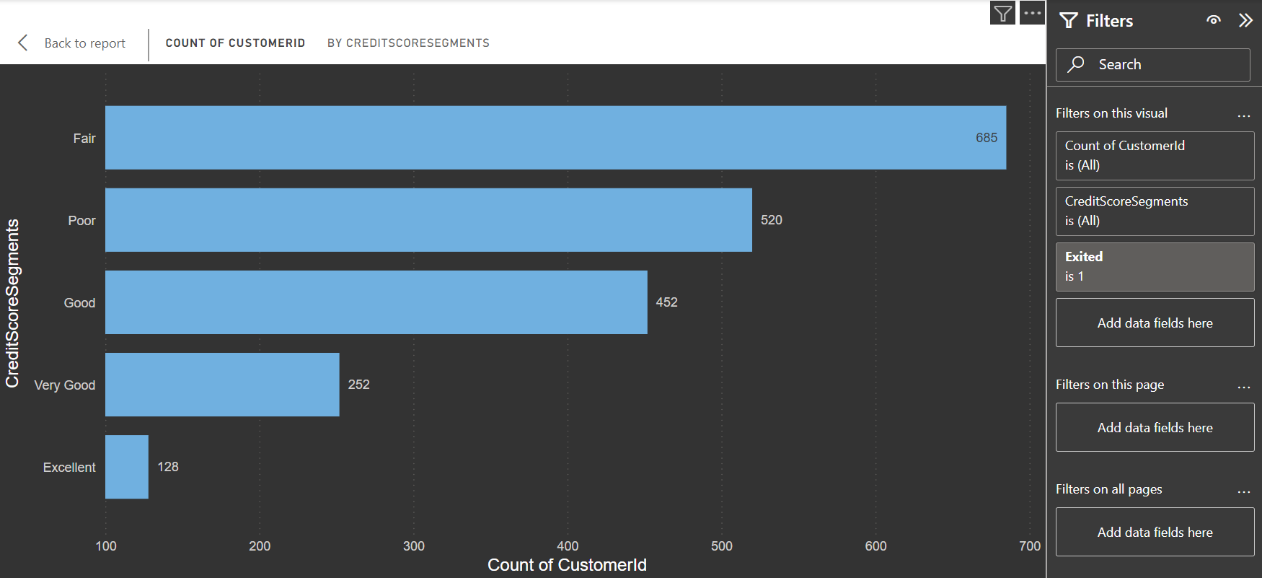 Back to report
COUNT OF CUSTOMERID
BY CREDITSCORESEGMENTS
CreditScoreSegments
Fair
685
Poor
520
Good
452
Very Good
252
Excellent
128
100 200 300 400 500 600 700
Count of CustomerId
Filters
Search
Filters on this visual
...
Count of CustomerId
is (All)
CreditScoreSegments
is (All)
Exited
is 1
Add data fields here
Filters on this page
...
Add data fields here
Filters on all pages
...
Add data fields here